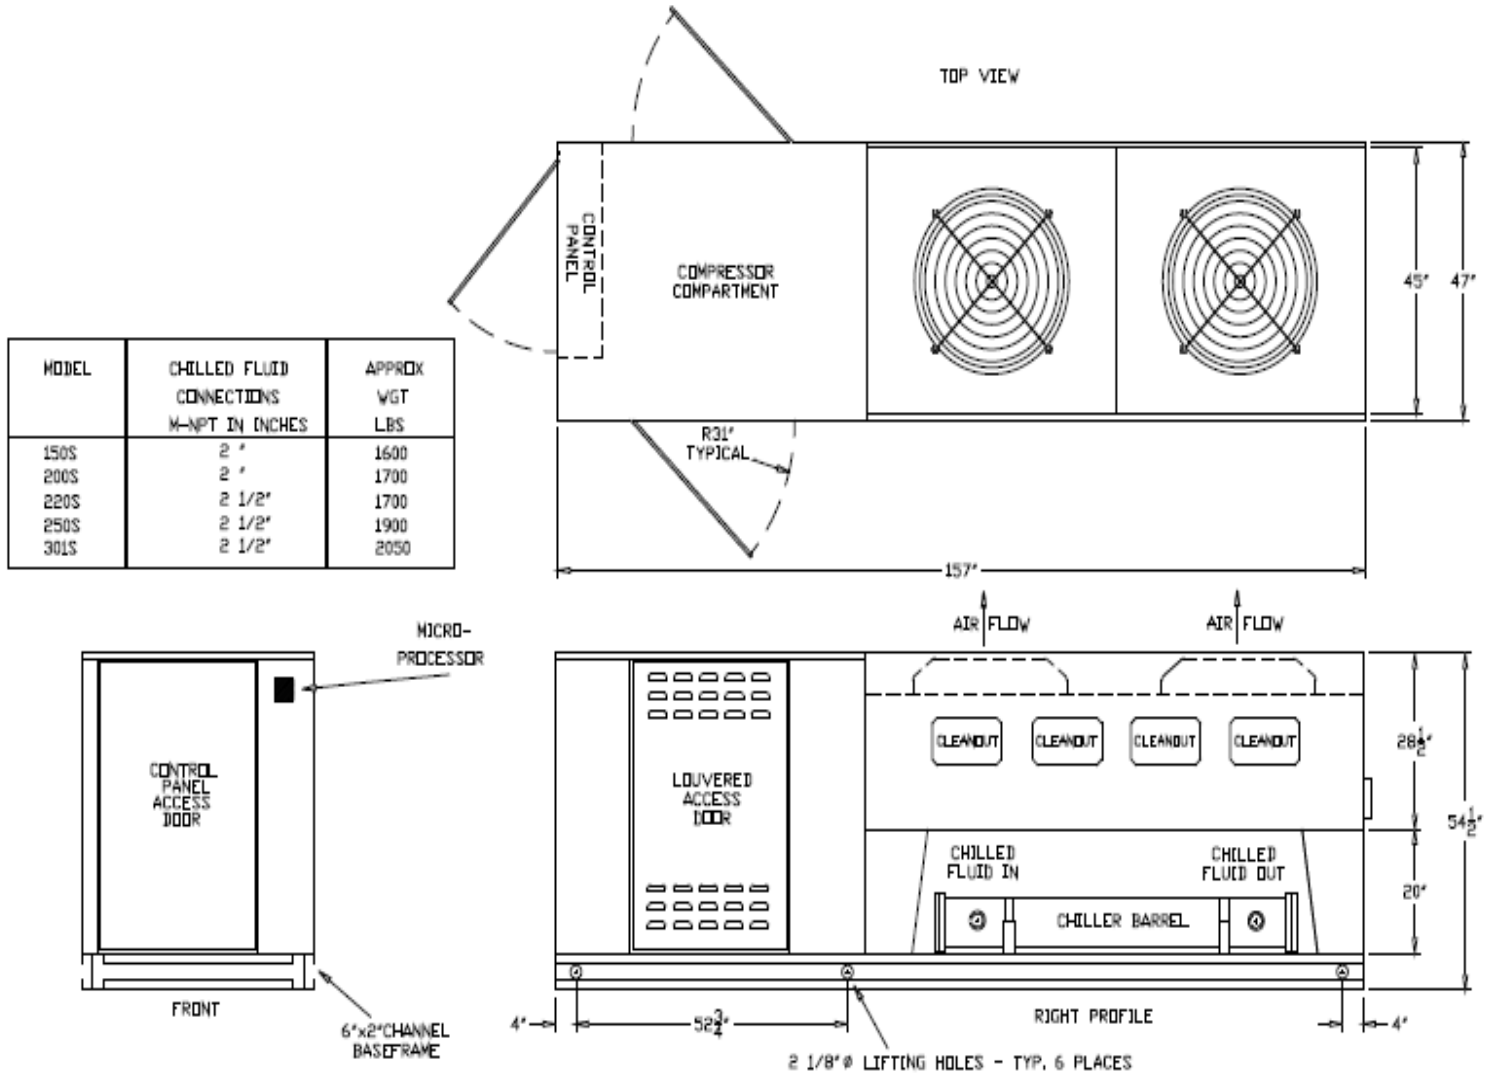 TOP VIEW
CONTROL
PANEL
COMPRESSOR
COMPARTMENT
45"
47"
R31"
TYPICAL
157"
MODEL CHILLED FLUID APPROX
CONNECTIONS WGT
M-NPT IN INCHES LBS
150S 2 " 1600
200S 2 " 1700
220S 2 1/2" 1700
250S 2 1/2" 1900
301S 2 1/2" 2050
MICRO-
PROCESSOR
CONTROL
PANEL
ACCESS
DOOR
FRONT
6"x2"CHANNEL
BASEFRAME
AIR FLOW AIR FLOW
CLEANOUT CLEANOUT CLEANOUT CLEANOUT
LOUVERED
ACCESS
DOOR
28 1/2"
54 1/2"
20"
CHILLED
FLUID IN
CHILLED
FLUID OUT
CHILLER BARREL
4" 52 3/4" RIGHT PROFILE 4"
2 1/8"ø LIFTING HOLES - TYP. 6 PLACES